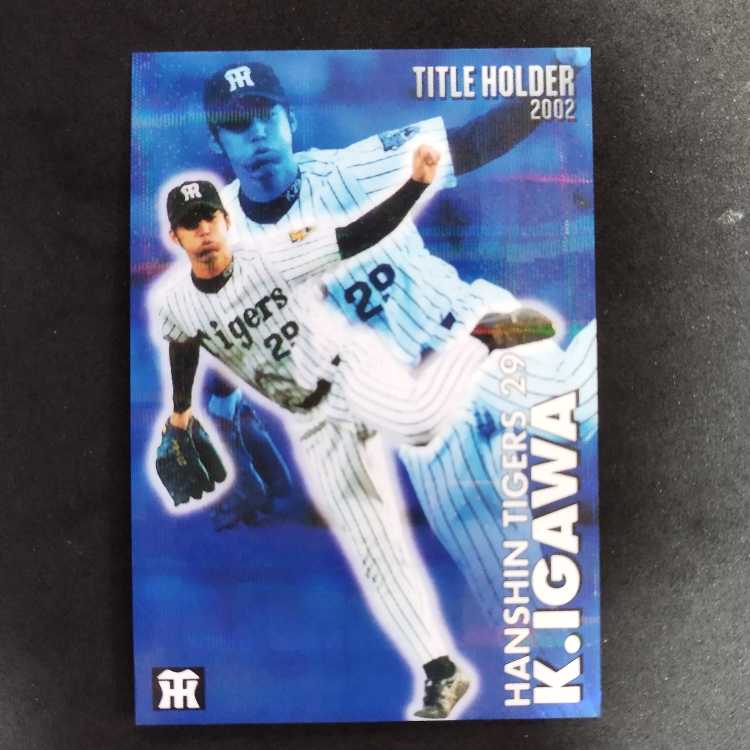 TITLE HOLDER
2002
Tigers
29
29
HANSHIN TIGERS 29
K.IGAWA